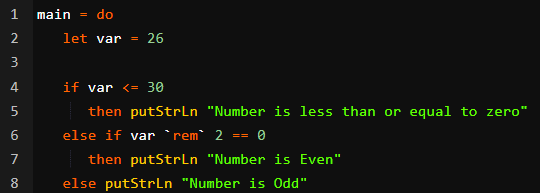 1 main = do
2    let var = 26
3
4    if var <= 30
5       then putStrLn "Number is less than or equal to zero"
6    else if var `rem` 2 == 0
7       then putStrLn "Number is Even"
8    else putStrLn "Number is Odd"